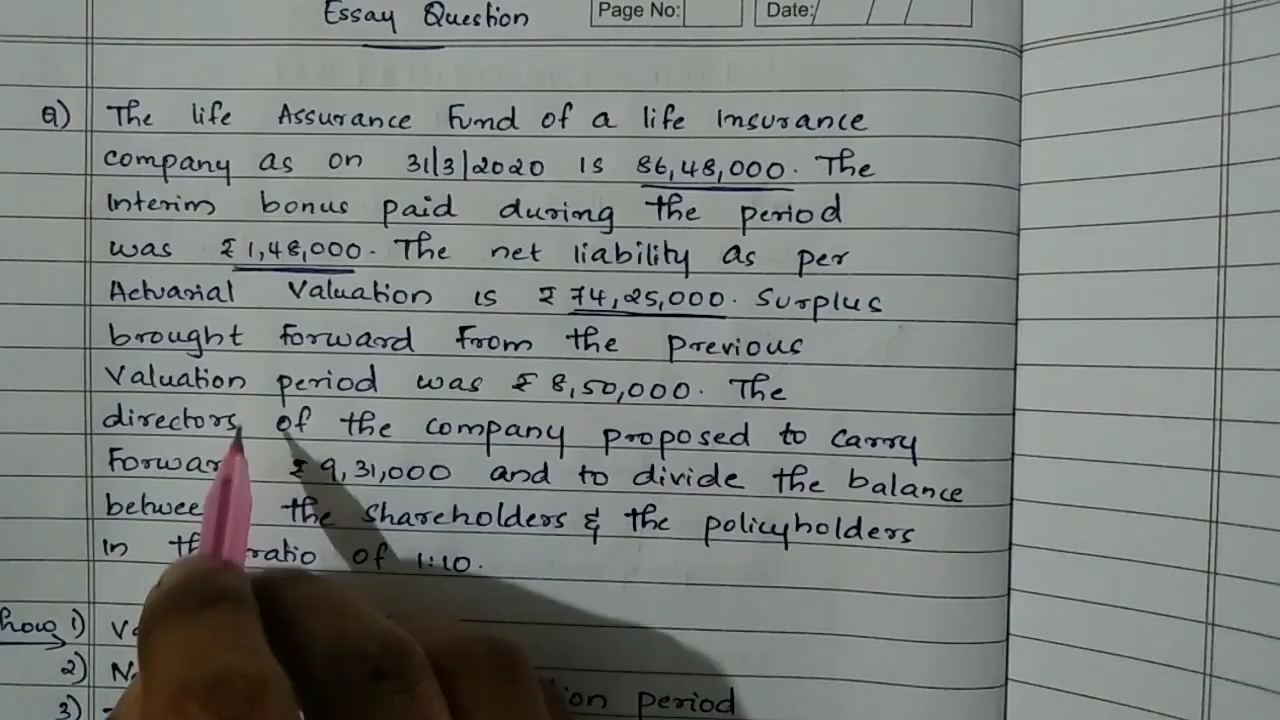 Essay Question
Page No:
Date: / / /
Q) The life Assurance Fund of a life Insurance
company as on 31/3/2020 is 86,48,000. The
Interim bonus paid during the period
was ₹ 1,48,000. The net liability as per
Actuarial Valuation is ₹ 74,25,000. Surplus
brought forward from the previous
Valuation period was ₹ 8,50,000. The
directors of the company proposed to carry
₹ 9,31,000 and to divide the balance
the shareholders & the policyholders
In ratio of 1:10.
1)
2)
3) period